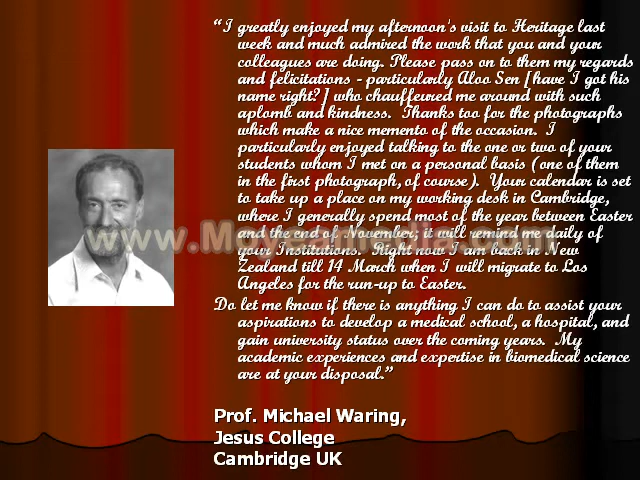 “I greatly enjoyed my afternoon's visit to Heritage last
week and much admired the work that you and your
colleagues are doing. Please pass on to them my regards
and felicitations - particularly Aloo Sen [have I got his
name right?] who chauffeured me around with such
aplomb and kindness.  Thanks too for the photographs
which make a nice memento of the occasion.  I
particularly enjoyed talking to the one or two of your
students whom I met on a personal basis (one of them
in the first photograph, of course).  Your calendar is set
to take up a place on my working desk in Cambridge,
where I generally spend most of the year between Easter
and the end of November; it will remind me daily of
your Institutions.  Right now I am back in New
Zealand till 14 March when I will migrate to Los
Angeles for the run-up to Easter.
Do let me know if there is anything I can do to assist your
aspirations to develop a medical school, a hospital, and
gain university status over the coming years.  My
academic experiences and expertise in biomedical science
are at your disposal.”
Prof. Michael Waring,
Jesus College
Cambridge UK